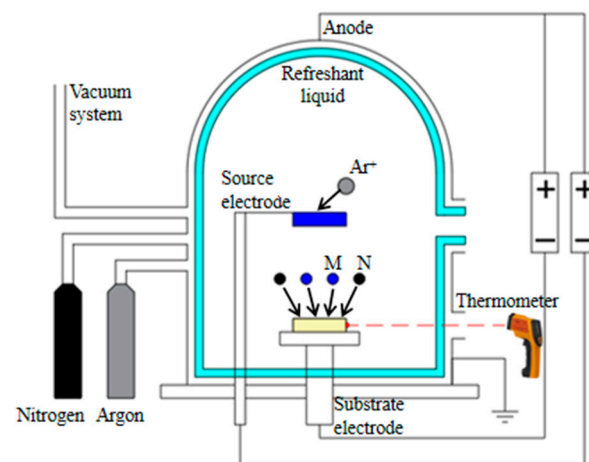 Anode
Refreshant
liquid
Vacuum
system
Ar+
Source
electrode
+
+
M
N
−
−
Thermometer
Nitrogen
Argon
Substrate
electrode